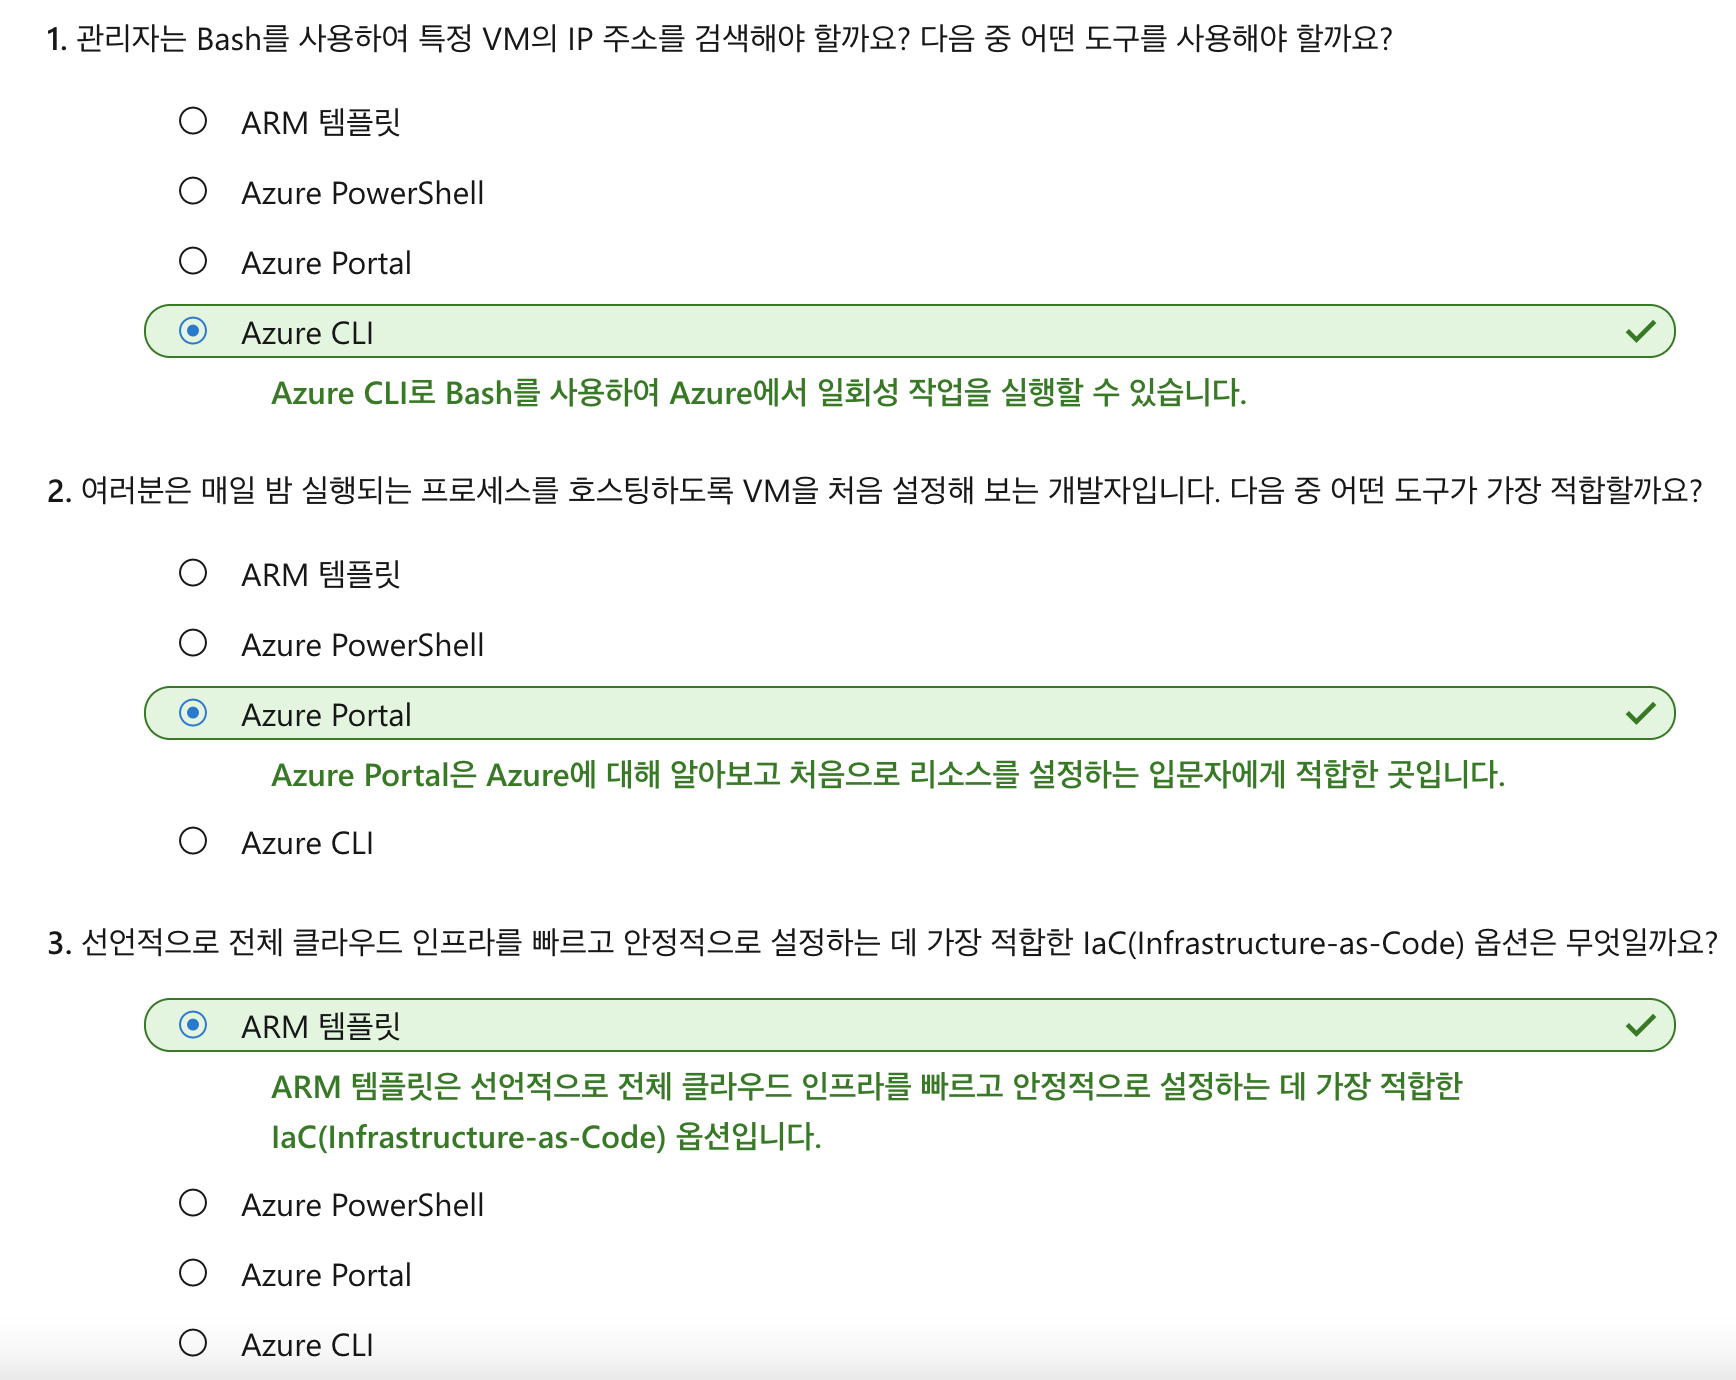 1. 관리자는 Bash를 사용하여 특정 VM의 IP 주소를 검색해야 할까요? 다음 중 어떤 도구를 사용해야 할까요?
ARM 템플릿
Azure PowerShell
Azure Portal
Azure CLI
Azure CLI로 Bash를 사용하여 Azure에서 일회성 작업을 실행할 수 있습니다.
2. 여러분은 매일 밤 실행되는 프로세스를 호스팅하도록 VM을 처음 설정해 보는 개발자입니다. 다음 중 어떤 도구가 가장 적합할까요?
ARM 템플릿
Azure PowerShell
Azure Portal
Azure Portal은 Azure에 대해 알아보고 처음으로 리소스를 설정하는 입문자에게 적합한 곳입니다.
Azure CLI
3. 선언적으로 전체 클라우드 인프라를 빠르고 안정적으로 설정하는 데 가장 적합한 IaC(Infrastructure-as-Code) 옵션은 무엇일까요?
ARM 템플릿
ARM 템플릿은 선언적으로 전체 클라우드 인프라를 빠르고 안정적으로 설정하는 데 가장 적합한
IaC(Infrastructure-as-Code) 옵션입니다.
Azure PowerShell
Azure Portal
Azure CLI